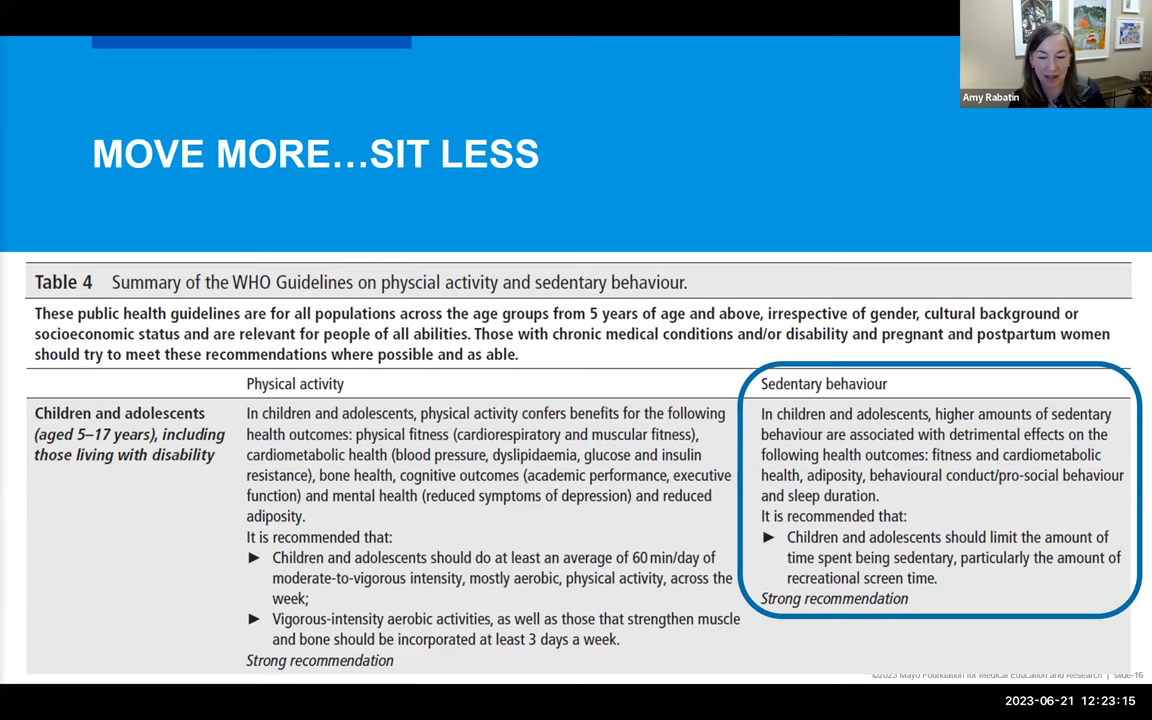 Amy Rabatin
MOVE MORE…SIT LESS
Table 4 Summary of the WHO Guidelines on physcial activity and sedentary behaviour.
These public health guidelines are for all populations across the age groups from 5 years of age and above, irrespective of gender, cultural background or
socioeconomic status and are relevant for people of all abilities. Those with chronic medical conditions and/or disability and pregnant and postpartum women
should try to meet these recommendations where possible and as able.
Physical activity
Sedentary behaviour
Children and adolescents
(aged 5–17 years), including
those living with disability
In children and adolescents, physical activity confers benefits for the following
health outcomes: physical fitness (cardiorespiratory and muscular fitness),
cardiometabolic health (blood pressure, dyslipidaemia, glucose and insulin
resistance), bone health, cognitive outcomes (academic performance, executive
function) and mental health (reduced symptoms of depression) and reduced
adiposity.
It is recommended that:
► Children and adolescents should do at least an average of 60 min/day of
moderate-to-vigorous intensity, mostly aerobic, physical activity, across the
week;
► Vigorous-intensity aerobic activities, as well as those that strengthen muscle
and bone should be incorporated at least 3 days a week.
Strong recommendation
In children and adolescents, higher amounts of sedentary
behaviour are associated with detrimental effects on the
following health outcomes: fitness and cardiometabolic
health, adiposity, behavioural conduct/pro-social behaviour
and sleep duration.
It is recommended that:
► Children and adolescents should limit the amount of
time spent being sedentary, particularly the amount of
recreational screen time.
Strong recommendation
©2023 Mayo Foundation for Medical Education and Research | slide-16
2023-06-21 12:23:15